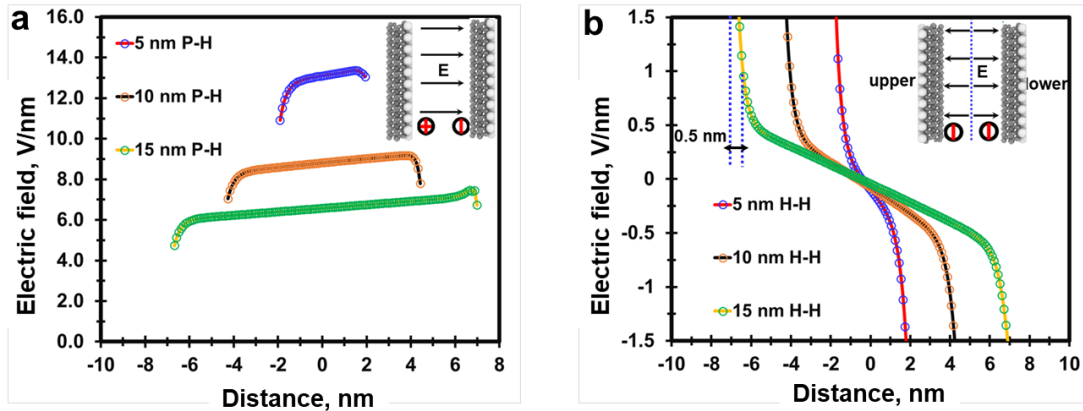 a
16.0
14.0
12.0
10.0
8.0
6.0
4.0
2.0
0.0
-10 -8 -6 -4 -2 0 2 4 6 8
Electric field, V/nm
Distance, nm
5 nm P-H
10 nm P-H
15 nm P-H
E
b
1.5
1
0.5
0
-0.5
-1
-1.5
-10 -8 -6 -4 -2 0 2 4 6 8 10
Electric field, V/nm
Distance, nm
0.5 nm
5 nm H-H
10 nm H-H
15 nm H-H
upper
E
lower